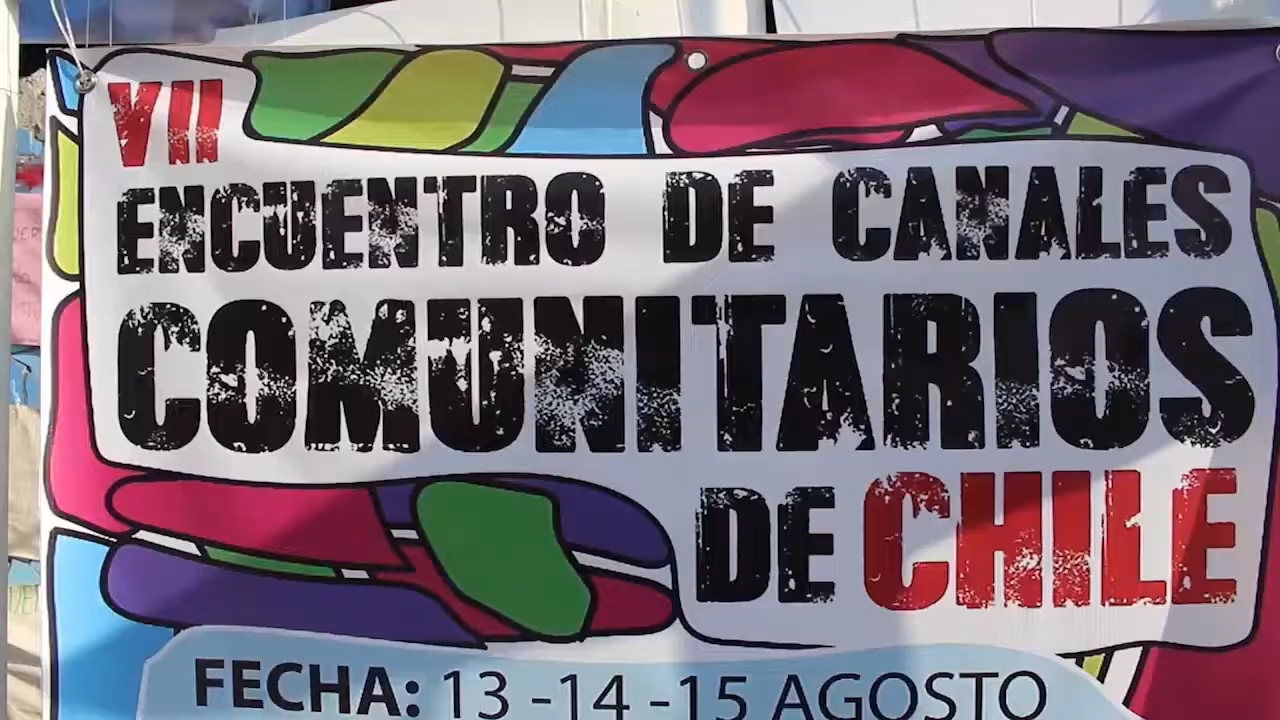 VII
ENCUENTRO DE CANALES
COMUNITARIOS
DE CHILE
FECHA: 13 -14 -15 AGOSTO